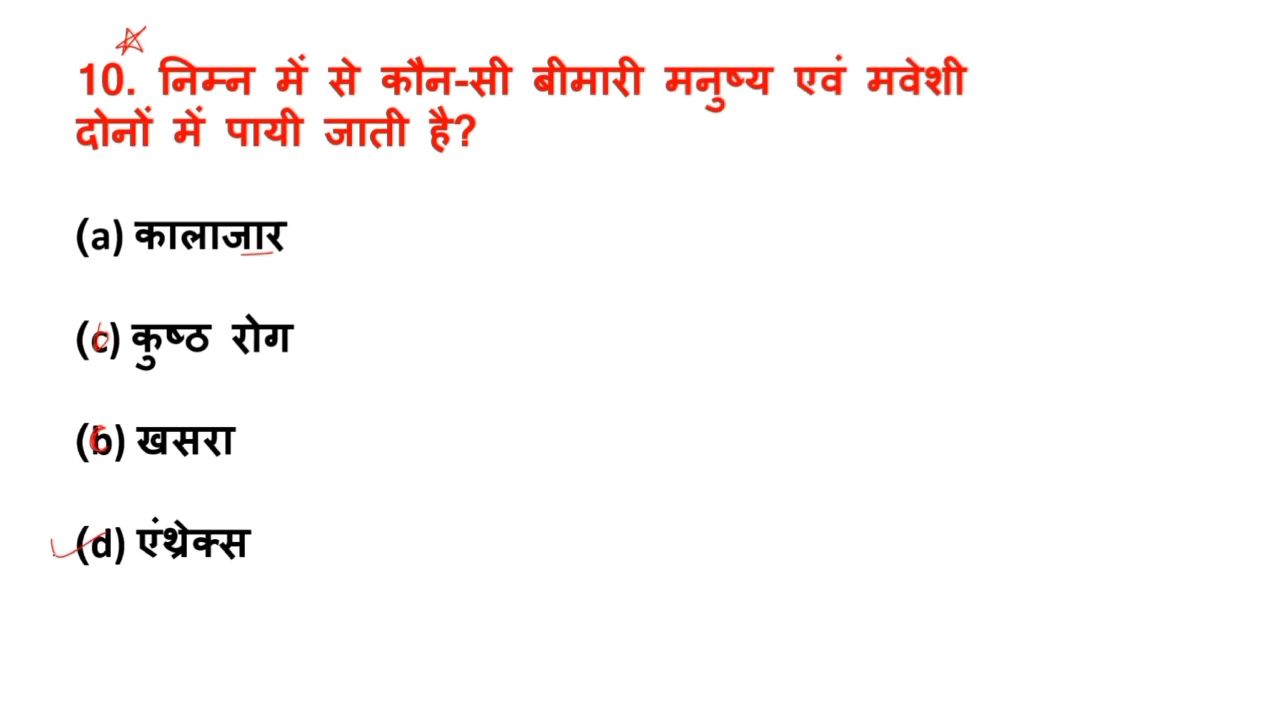 10. निम्न में से कौन-सी बीमारी मनुष्य एवं मवेशी
दोनों में पायी जाती है?
(a) कालाजार
(c) कुष्ठ रोग
(b) खसरा
(d) एंथ्रेक्स